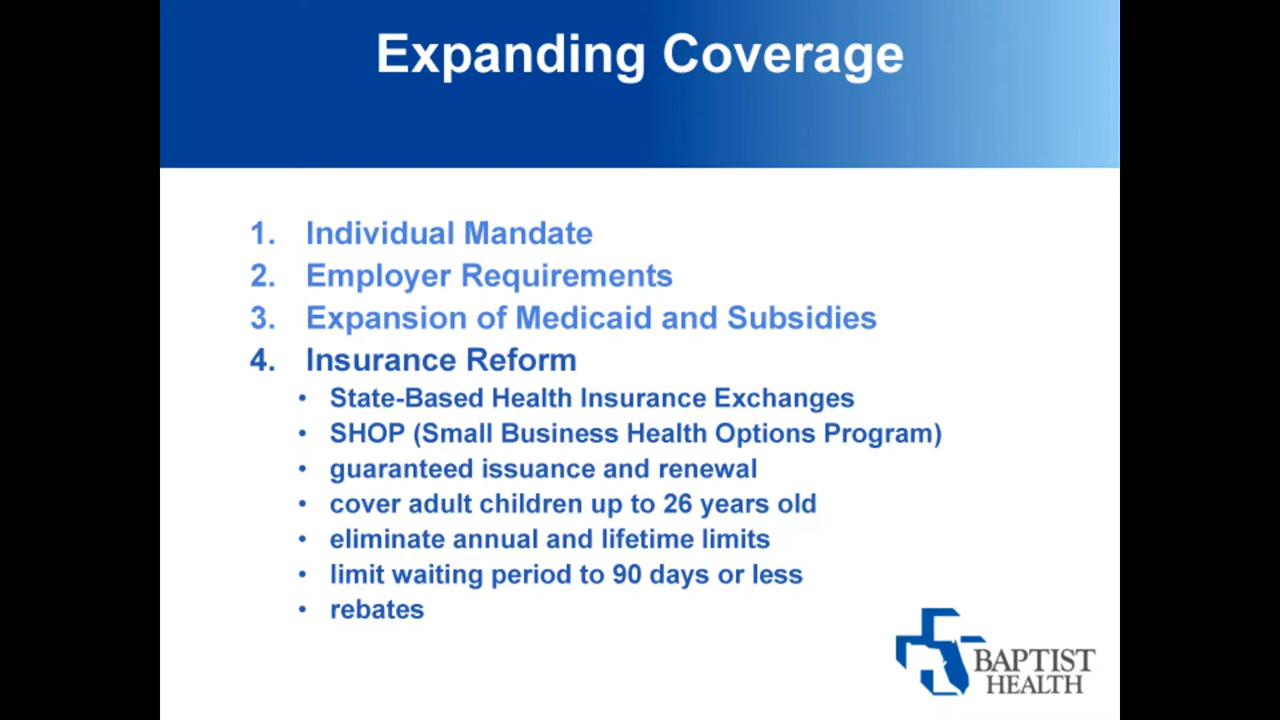 Expanding Coverage
1. Individual Mandate
2. Employer Requirements
3. Expansion of Medicaid and Subsidies
4. Insurance Reform
• State-Based Health Insurance Exchanges
• SHOP (Small Business Health Options Program)
• guaranteed issuance and renewal
• cover adult children up to 26 years old
• eliminate annual and lifetime limits
• limit waiting period to 90 days or less
• rebates
BAPTIST
HEALTH